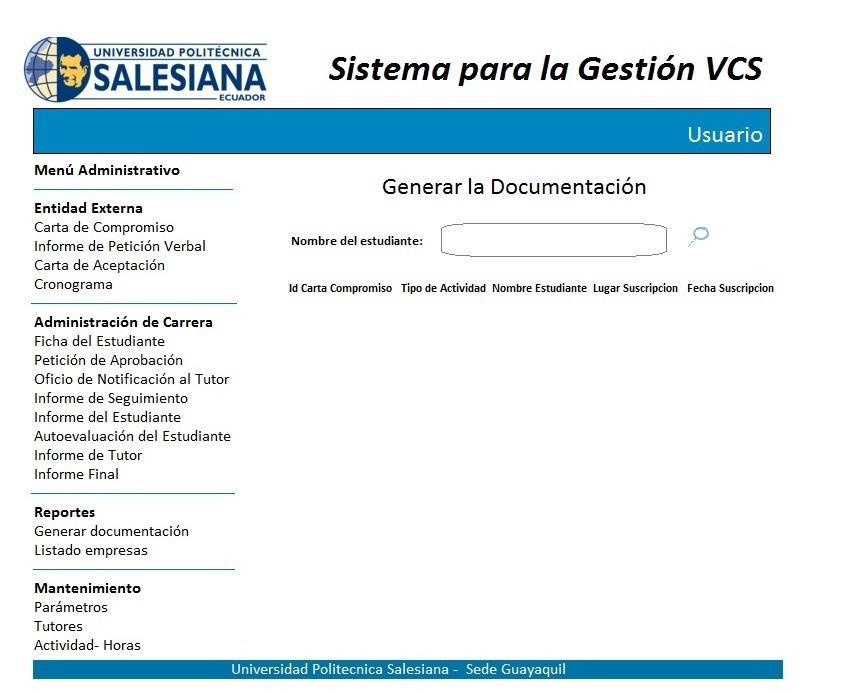 UNIVERSIDAD POLITÉCNICA
SALESIANA
ECUADOR
Sistema para la Gestión VCS
Usuario
Menú Administrativo
Entidad Externa
Carta de Compromiso
Informe de Petición Verbal
Carta de Aceptación
Cronograma
Administración de Carrera
Ficha del Estudiante
Petición de Aprobación
Oficio de Notificación al Tutor
Informe de Seguimiento
Informe del Estudiante
Autoevaluación del Estudiante
Informe de Tutor
Informe Final
Reportes
Generar documentación
Listado empresas
Mantenimiento
Parámetros
Tutores
Actividad- Horas
Generar la Documentación
Nombre del estudiante:
Id Carta Compromiso Tipo de Actividad Nombre Estudiante Lugar Suscripcion Fecha Suscripcion
Universidad Politecnica Salesiana - Sede Guayaquil